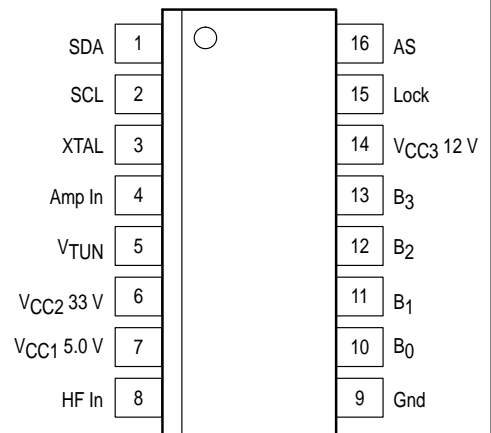 SDA 1 16 AS
SCL 2 15 Lock
XTAL 3 14 VCC3 12 V
Amp In 4 13 B3
VTUN 5 12 B2
VCC2 33 V 6 11 B1
VCC1 5.0 V 7 10 B0
HF In 8 9 Gnd